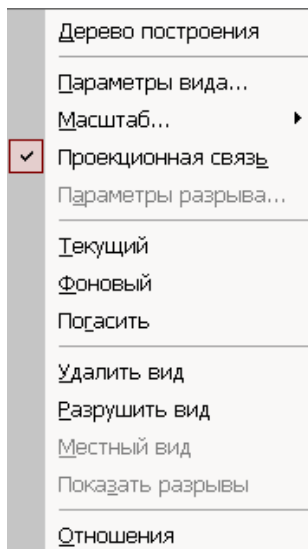 Дерево построения
Параметры вида...
Масштаб...
Проекционная связь
Параметры разрыва...
Текущий
Фоновый
Погасить
Удалить вид
Разрушить вид
Местный вид
Показать разрывы
Отношения